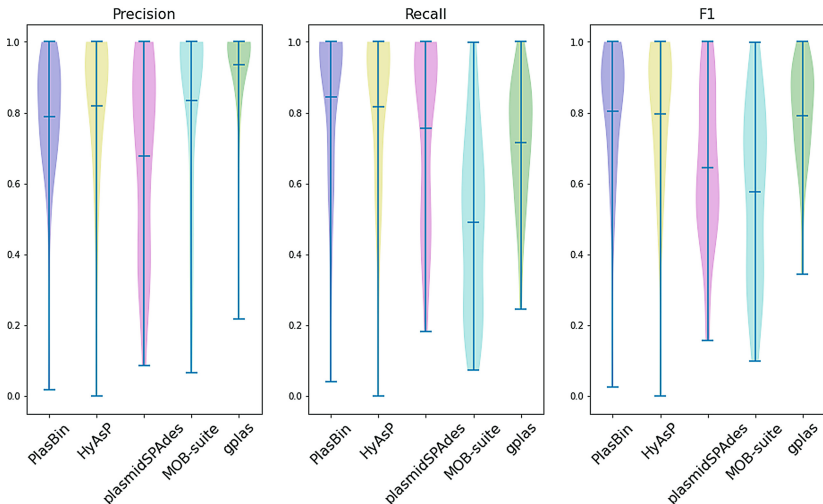 Precision
1.0
0.8
0.6
0.4
0.2
0.0
PlasBin
HyAsP
plasmidSPAdes
MOB-suite
gplas
Recall
1.0
0.8
0.6
0.4
0.2
0.0
PlasBin
HyAsP
plasmidSPAdes
MOB-suite
gplas
F1
1.0
0.8
0.6
0.4
0.2
0.0
PlasBin
HyAsP
plasmidSPAdes
MOB-suite
gplas